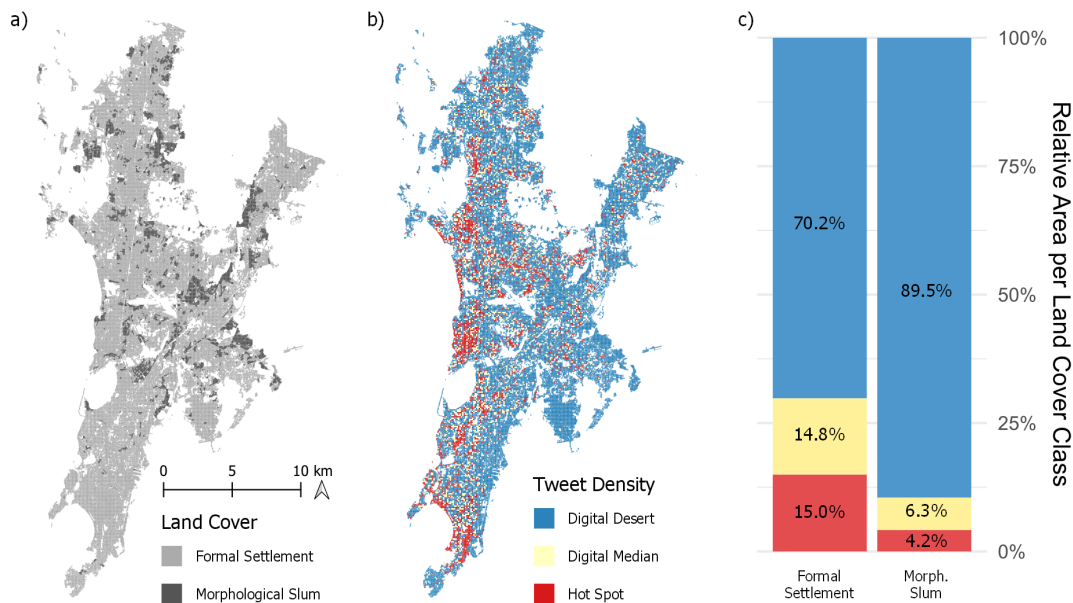 a)
0 5 10 km
Land Cover
Formal Settlement
Morphological Slum
b)
Tweet Density
Digital Desert
Digital Median
Hot Spot
c)
100%
75%
50%
25%
0%
70.2%
14.8%
15.0%
89.5%
6.3%
4.2%
Formal
Settlement
Morph.
Slum
Relative Area per Land Cover Class